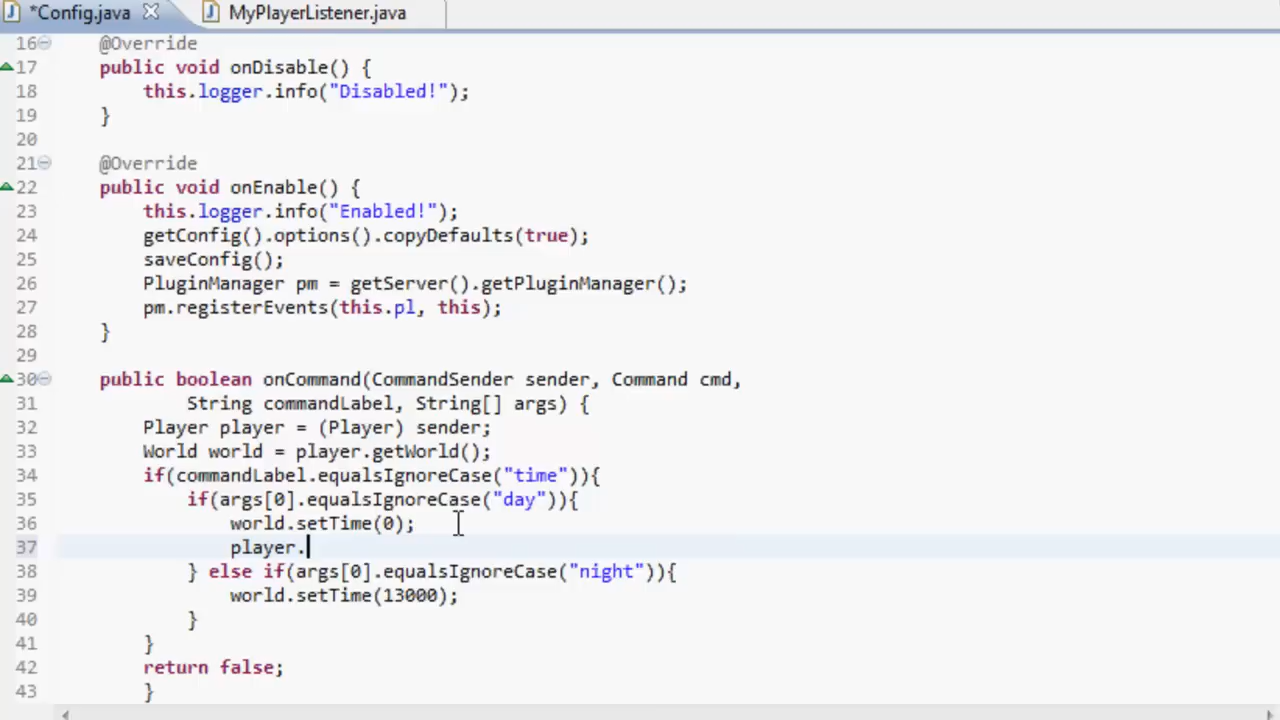 *Config.java
MyPlayerListener.java
16 @Override
17 public void onDisable() {
18 this.logger.info("Disabled!");
19 }
20
21 @Override
22 public void onEnable() {
23 this.logger.info("Enabled!");
24 getConfig().options().copyDefaults(true);
25 saveConfig();
26 PluginManager pm = getServer().getPluginManager();
27 pm.registerEvents(this.pl, this);
28 }
29
30 public boolean onCommand(CommandSender sender, Command cmd,
31 String commandLabel, String[] args) {
32 Player player = (Player) sender;
33 World world = player.getWorld();
34 if(commandLabel.equalsIgnoreCase("time")){
35 if(args[0].equalsIgnoreCase("day")){
36 world.setTime(0);
37 player.
38 } else if(args[0].equalsIgnoreCase("night")){
39 world.setTime(13000);
40 }
41 }
42 return false;
43 }